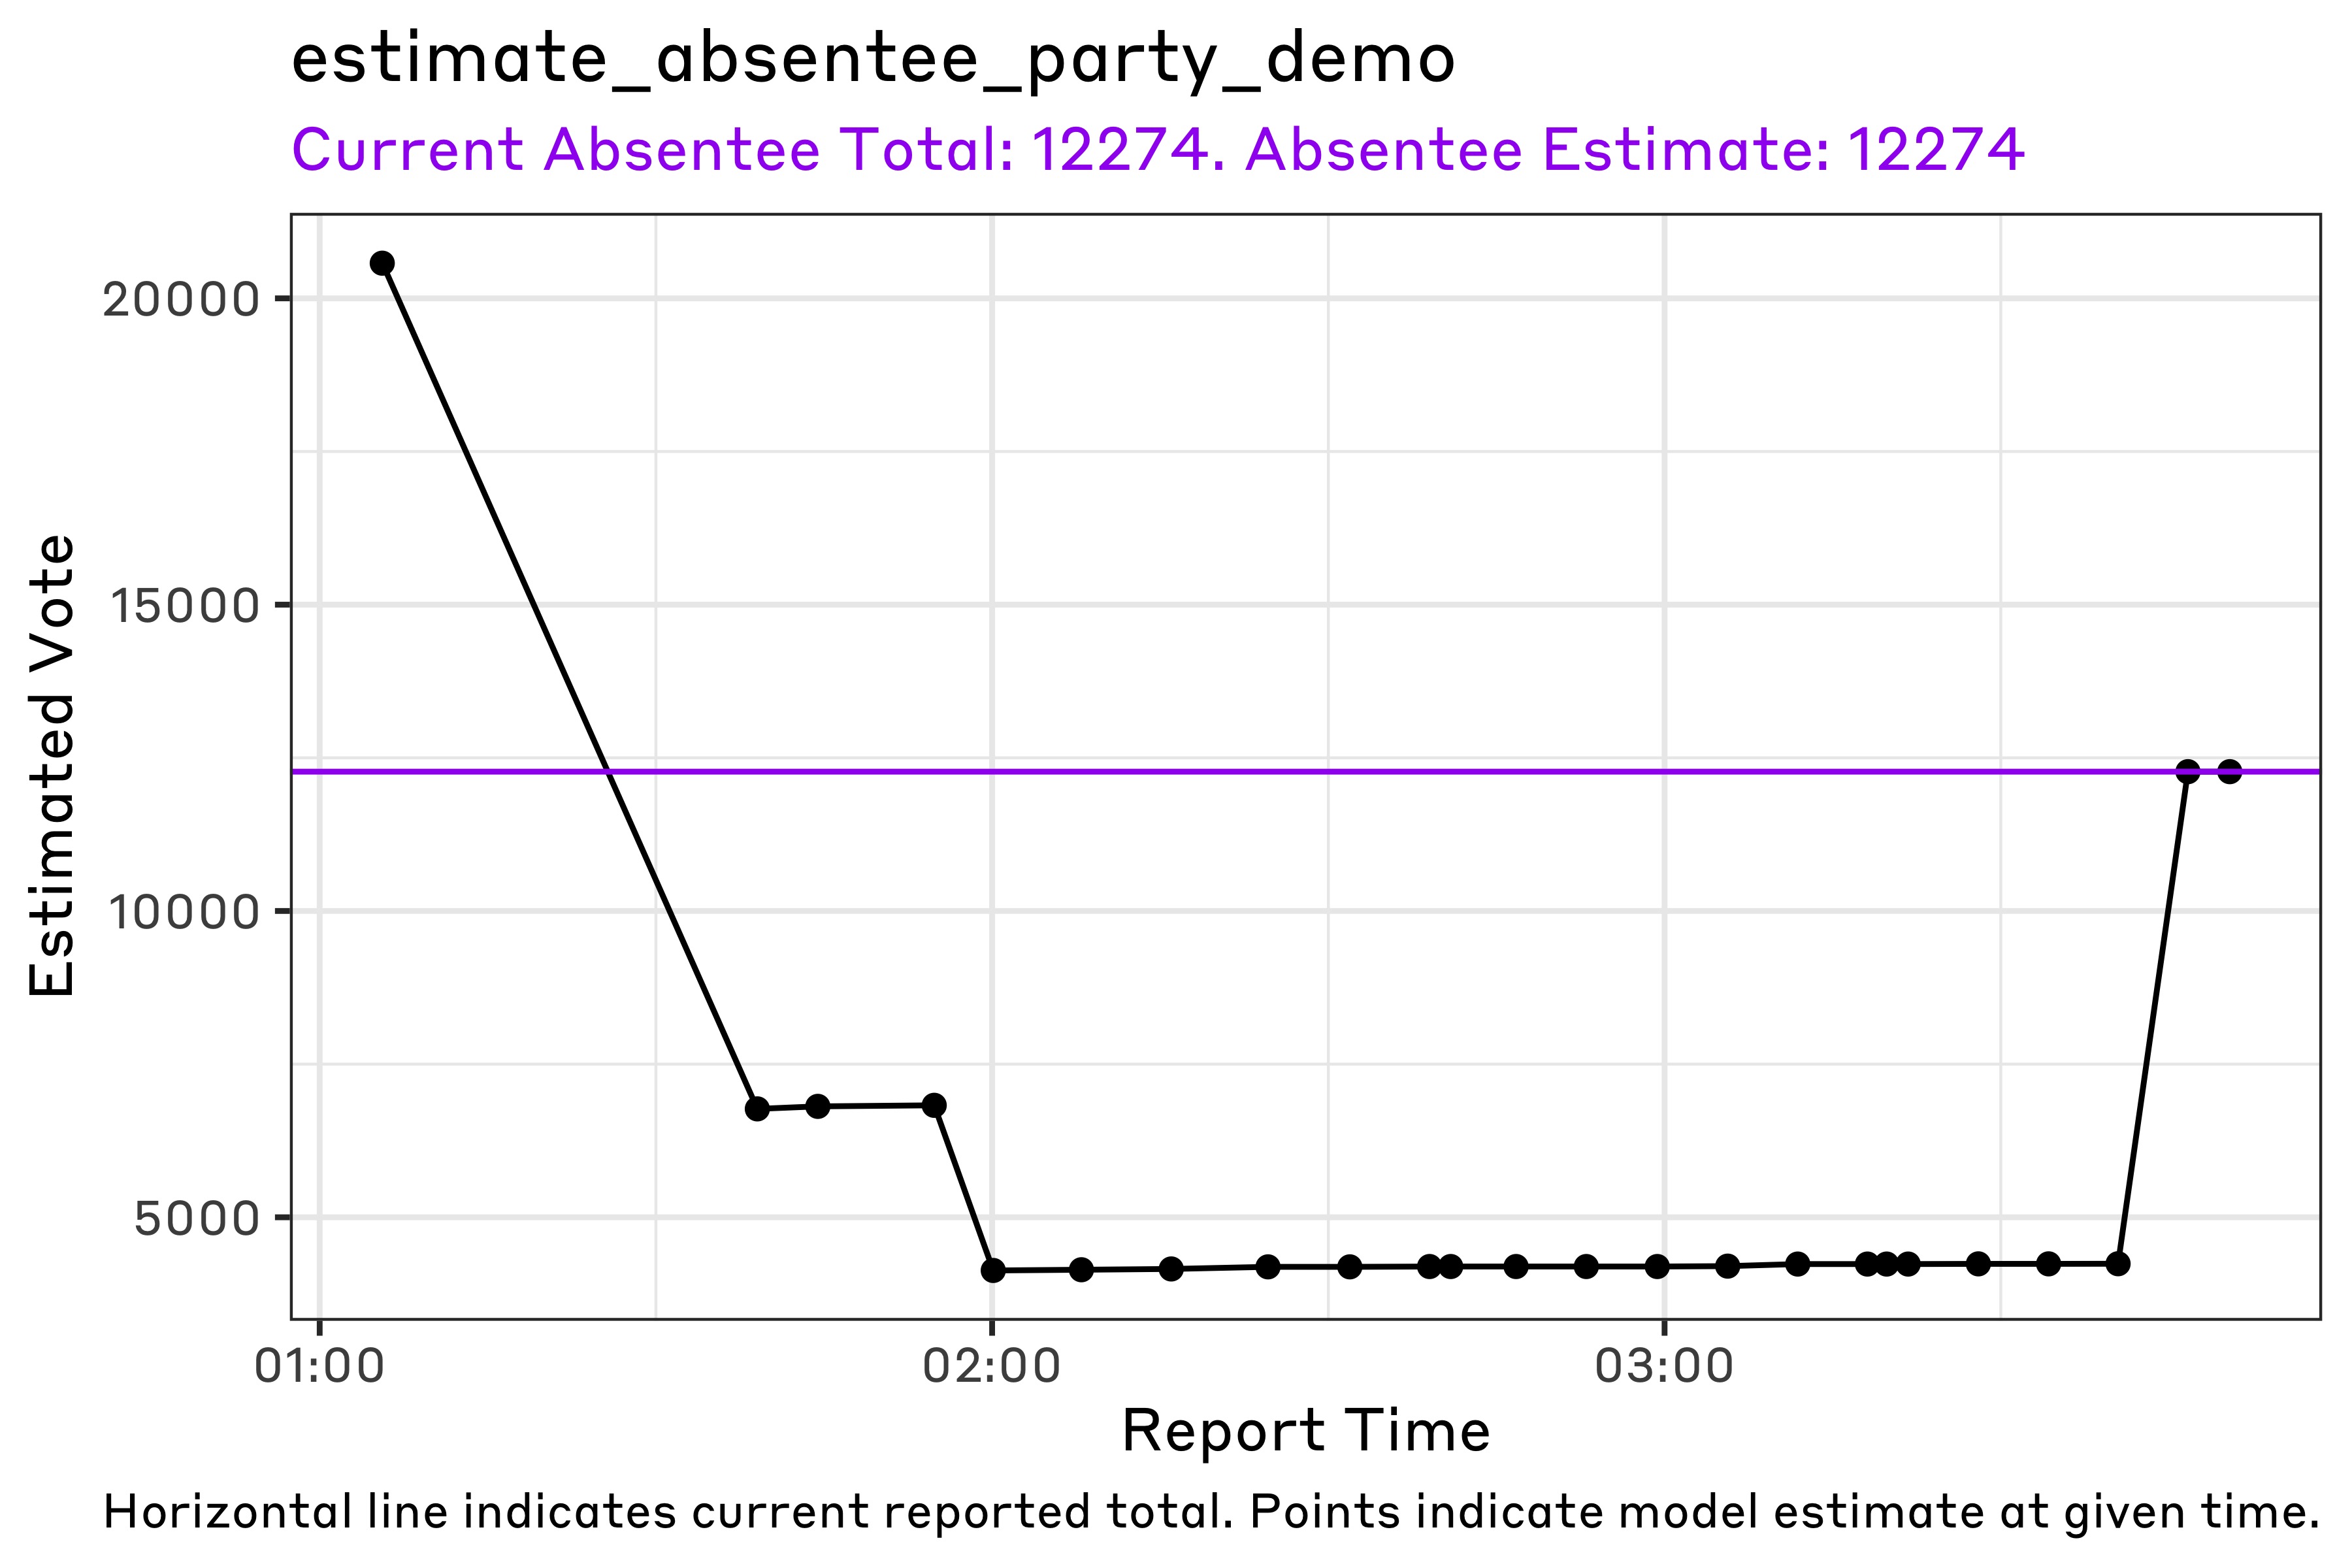 estimate_absentee_party_demo
Current Absentee Total: 12274. Absentee Estimate: 12274
Estimated Vote
20000
15000
10000
5000
01:00 02:00 03:00
Report Time
Horizontal line indicates current reported total. Points indicate model estimate at given time.